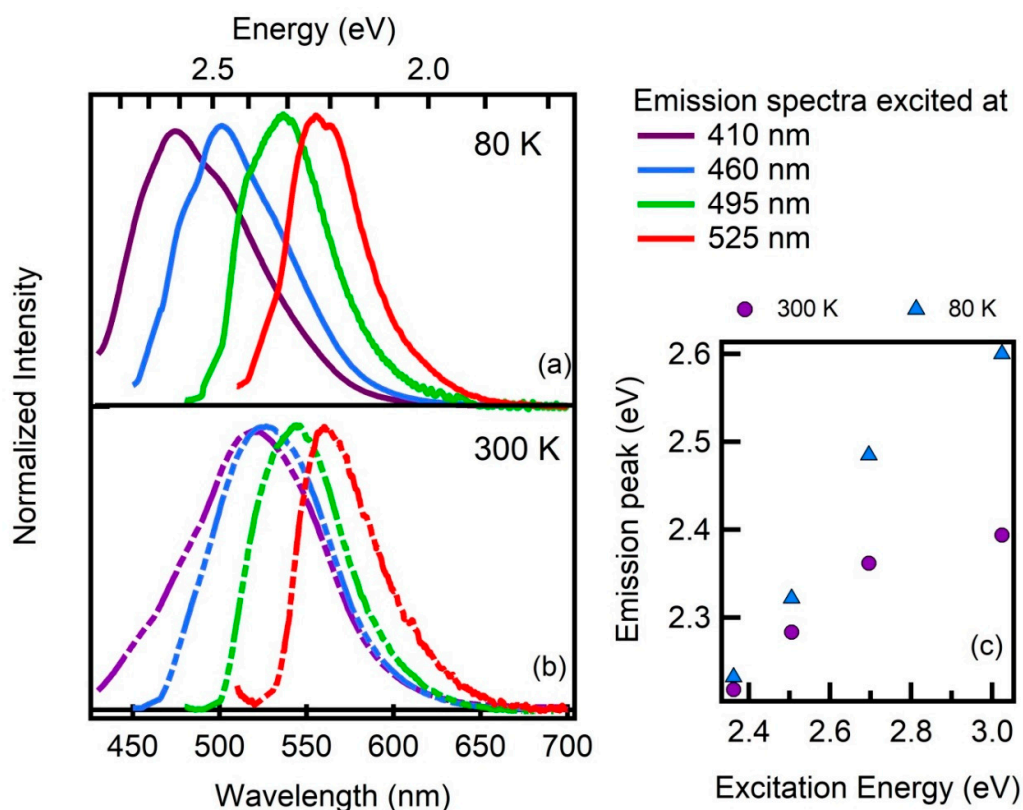 Energy (eV)
2.5 2.0
80 K
(a)
300 K
(b)
Normalized Intensity
450 500 550 600 650 700
Wavelength (nm)
Emission spectra excited at
410 nm
460 nm
495 nm
525 nm
300 K 80 K
2.6
2.5
2.4
2.3
Emission peak (eV)
(c)
2.4 2.6 2.8 3.0
Excitation Energy (eV)